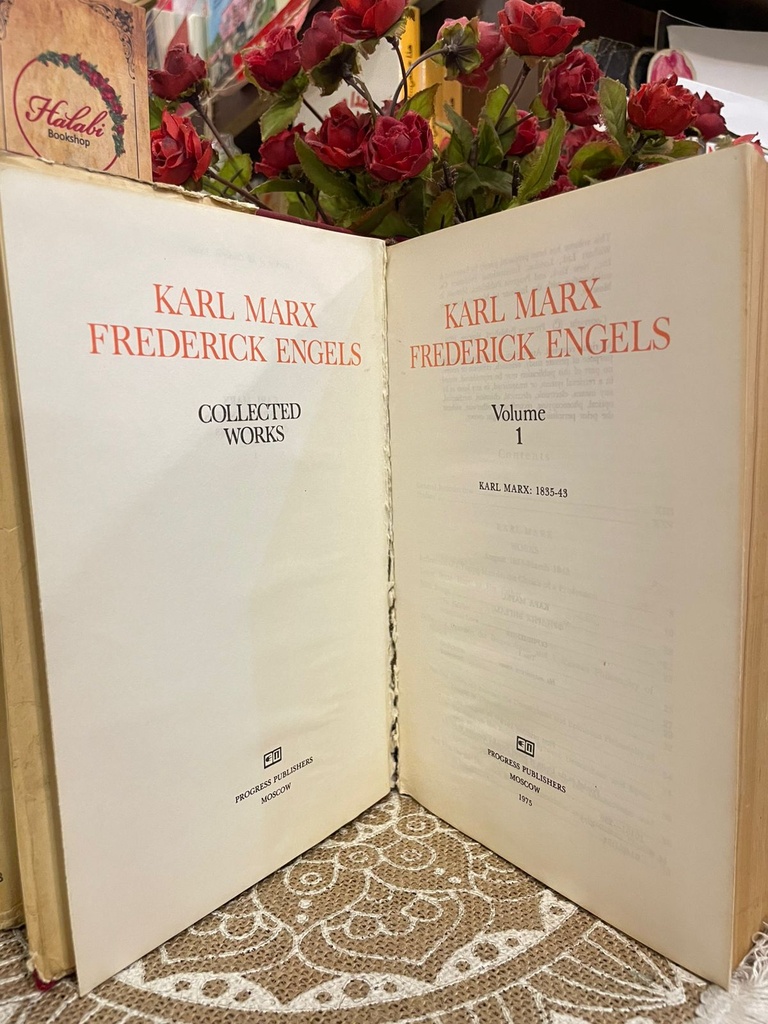 Halabi
Bookshop
KARL MARX
FREDERICK ENGELS
COLLECTED
WORKS
PROGRESS PUBLISHERS
MOSCOW
KARL MARX
FREDERICK ENGELS
Volume
1
KARL MARX: 1835-43
PROGRESS PUBLISHERS
MOSCOW
1975